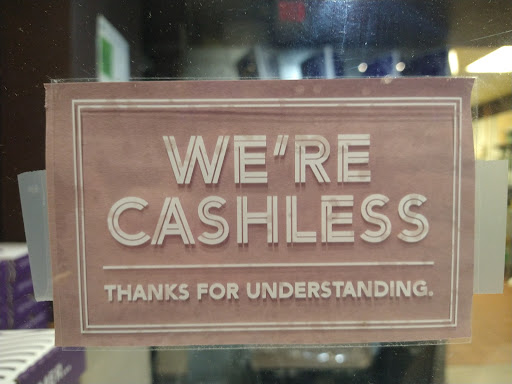 WE'RE
CASHLESS
THANKS FOR UNDERSTANDING.